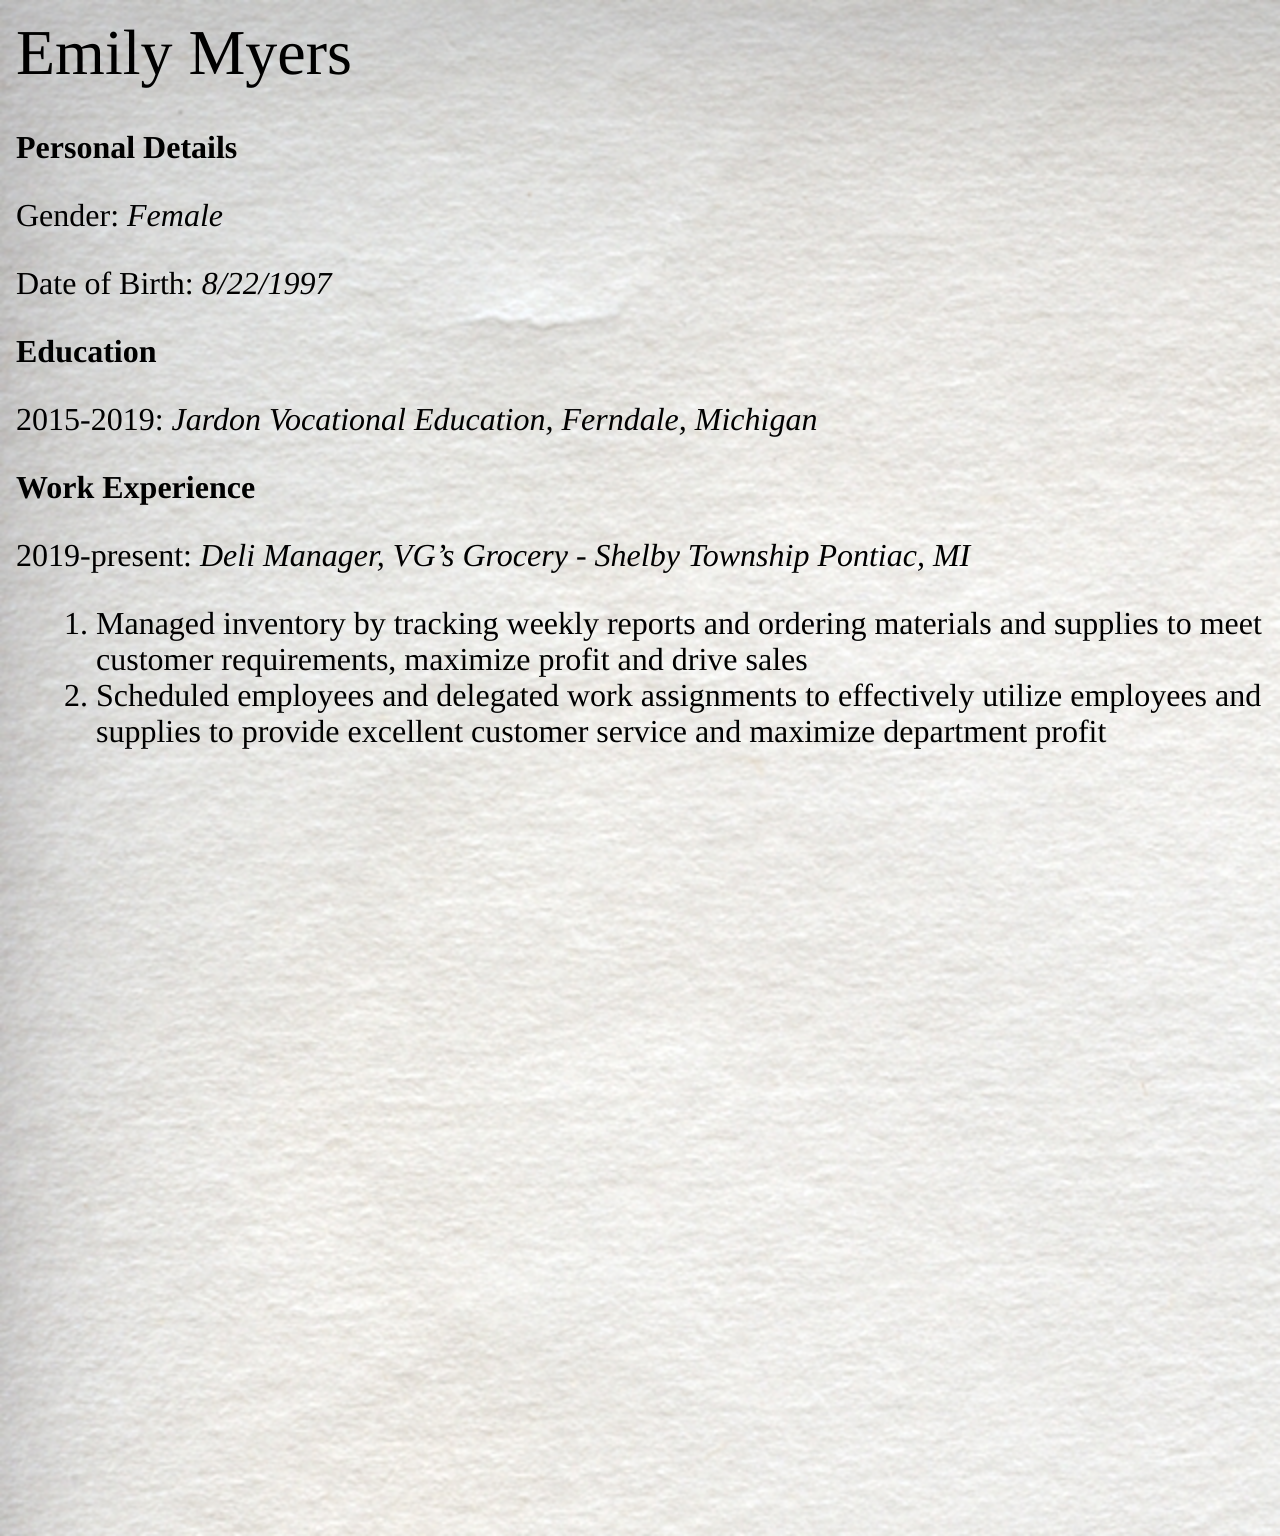 Emily Myers
Personal Details
Gender: Female
Date of Birth: 8/22/1997
Education
2015-2019: Jardon Vocational Education, Ferndale, Michigan
Work Experience
2019-present: Deli Manager, VG’s Grocery - Shelby Township Pontiac, MI
1. Managed inventory by tracking weekly reports and ordering materials and supplies to meet
customer requirements, maximize profit and drive sales
2. Scheduled employees and delegated work assignments to effectively utilize employees and
supplies to provide excellent customer service and maximize department profit